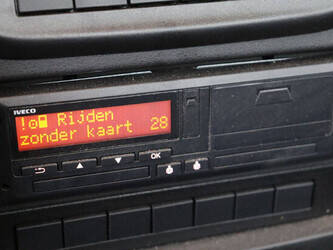 IVECO
! Rijden
zonder kaart 28
OK